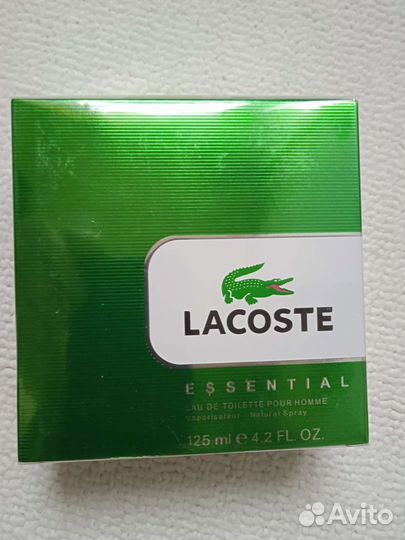 LACOSTE
ESSENTIAL
EAU DE TOILETTE POUR HOMME
Vaporisateur Natural Spray
125 ml e 4.2 FL. OZ.
Avito